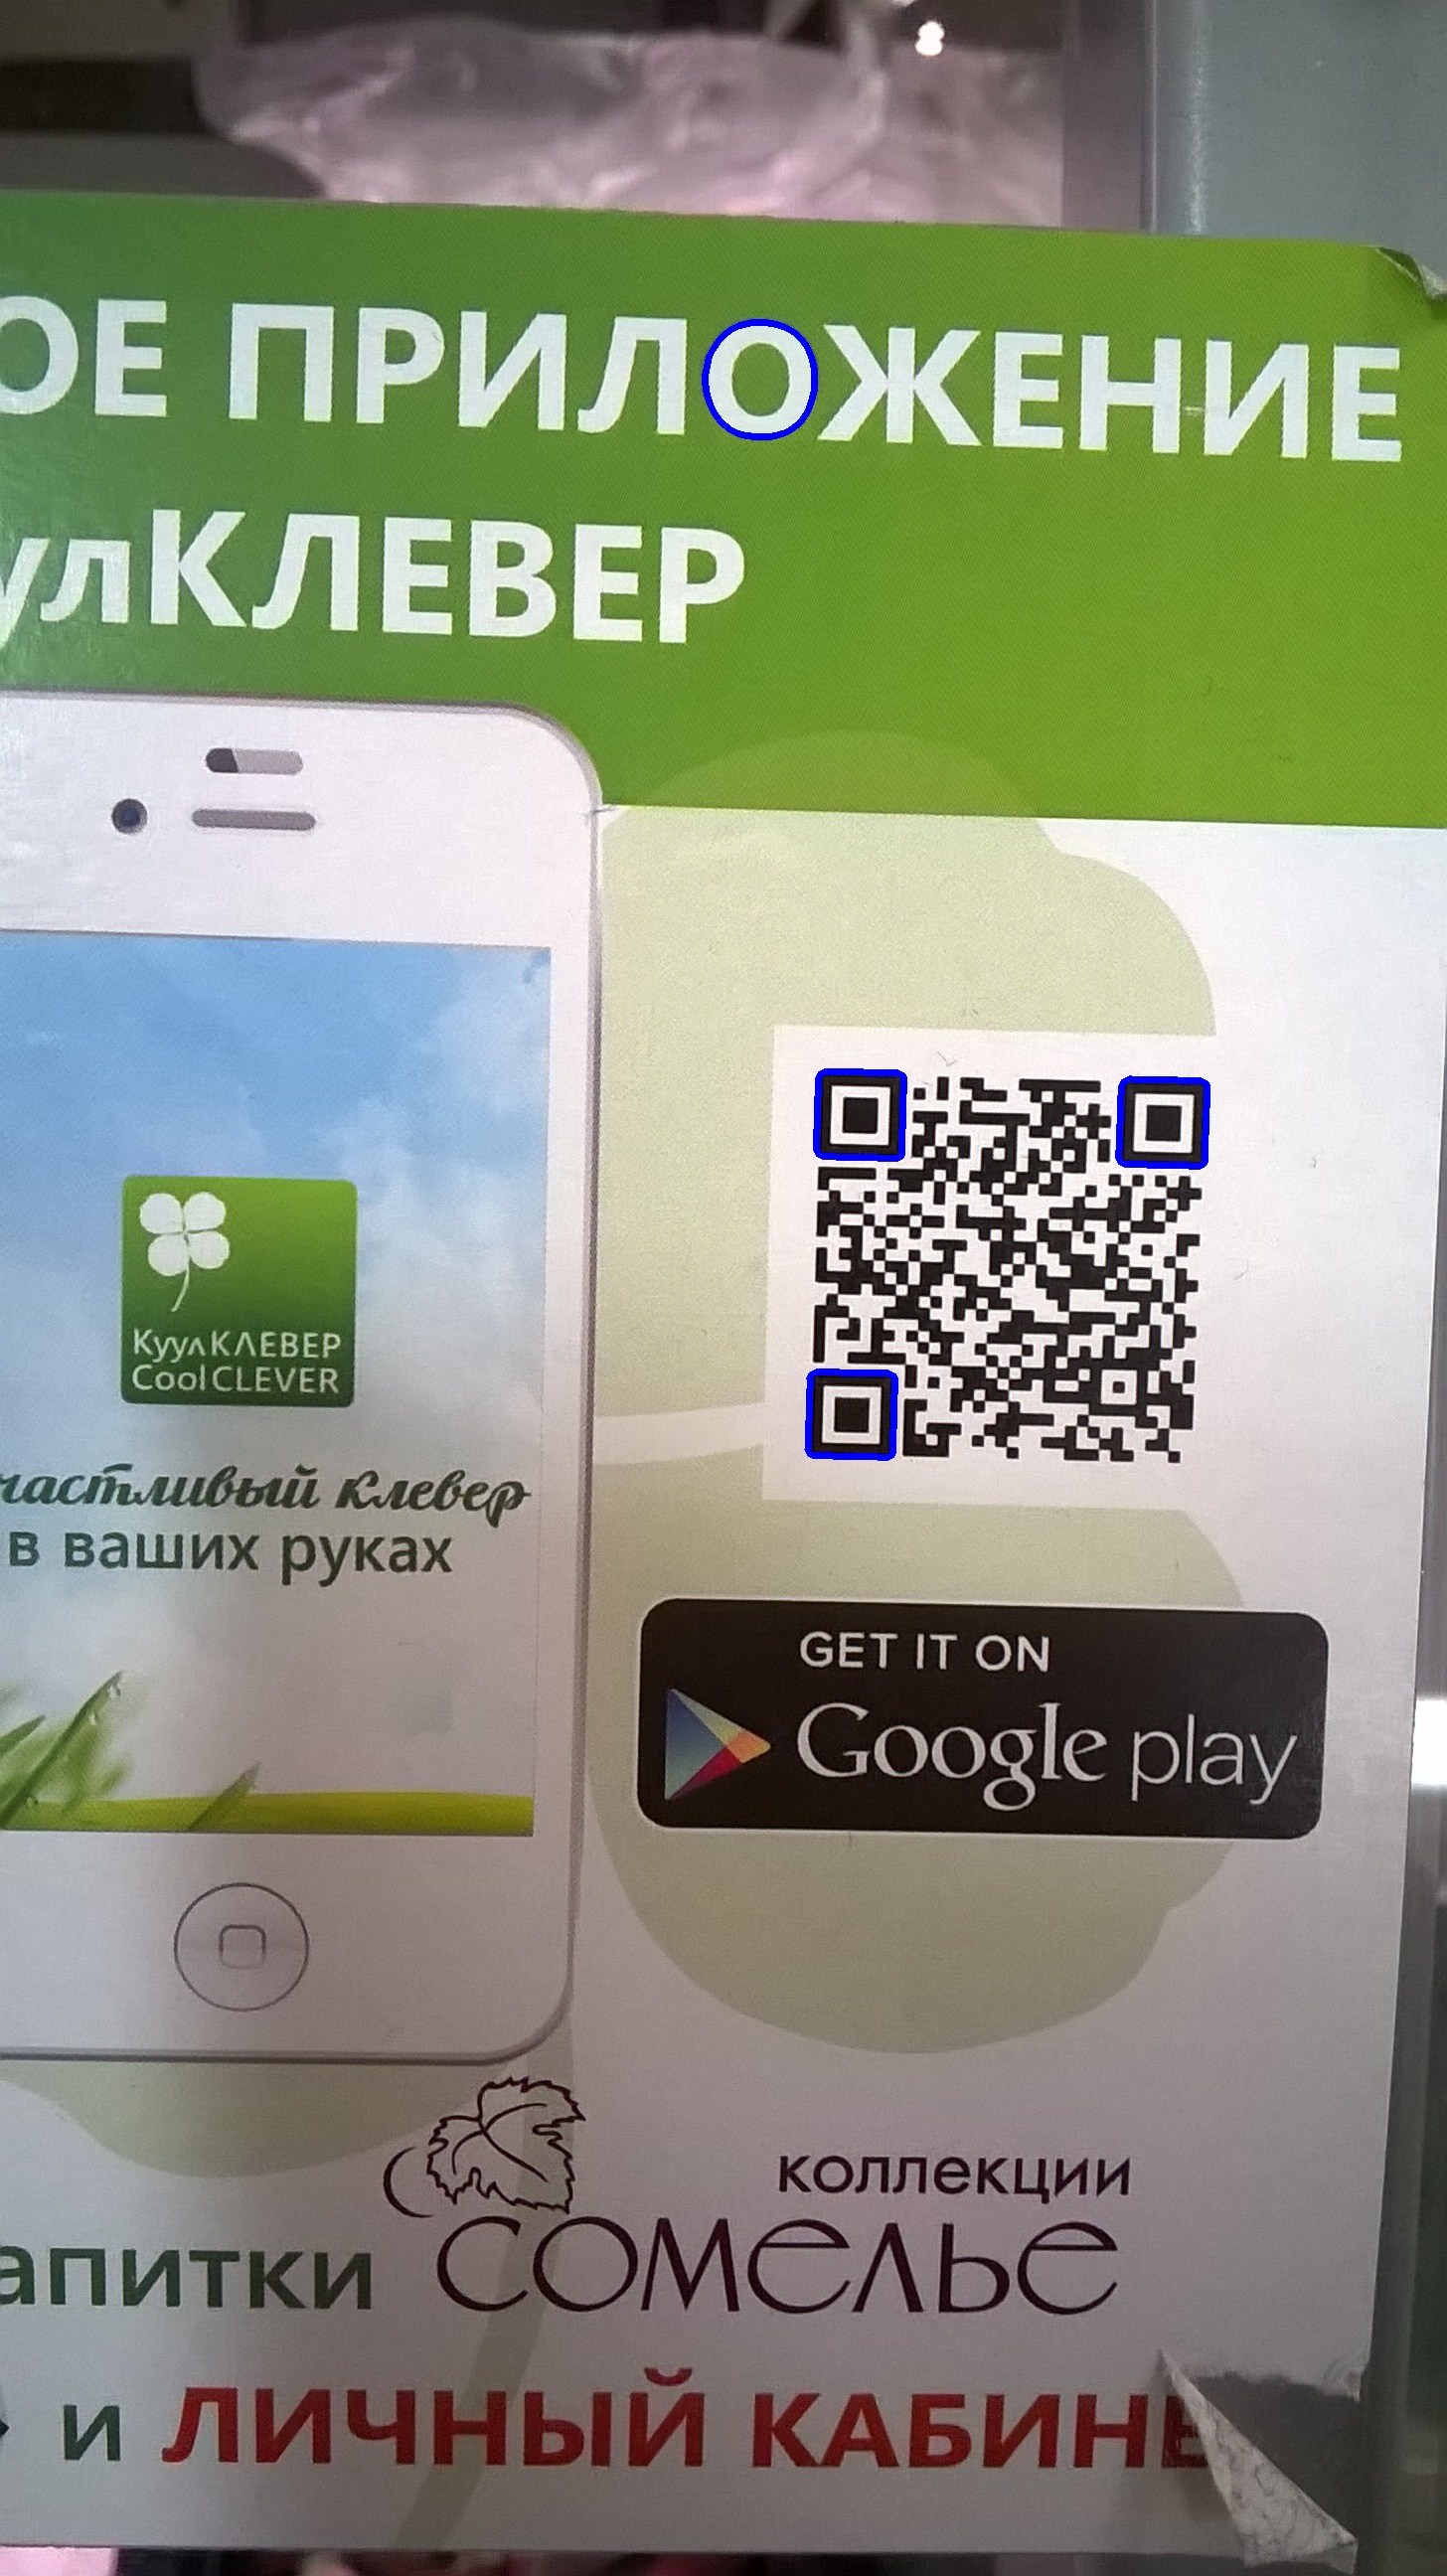 ОЕ ПРИЛОЖЕНИЕ
улКЛЕВЕР
КуулКЛЕВЕР
CoolCLEVER
частливый клевер
в ваших руках
GET IT ON
Google play
коллекции
апитки сомелье
и ЛИЧНЫЙ КАБИНЕ